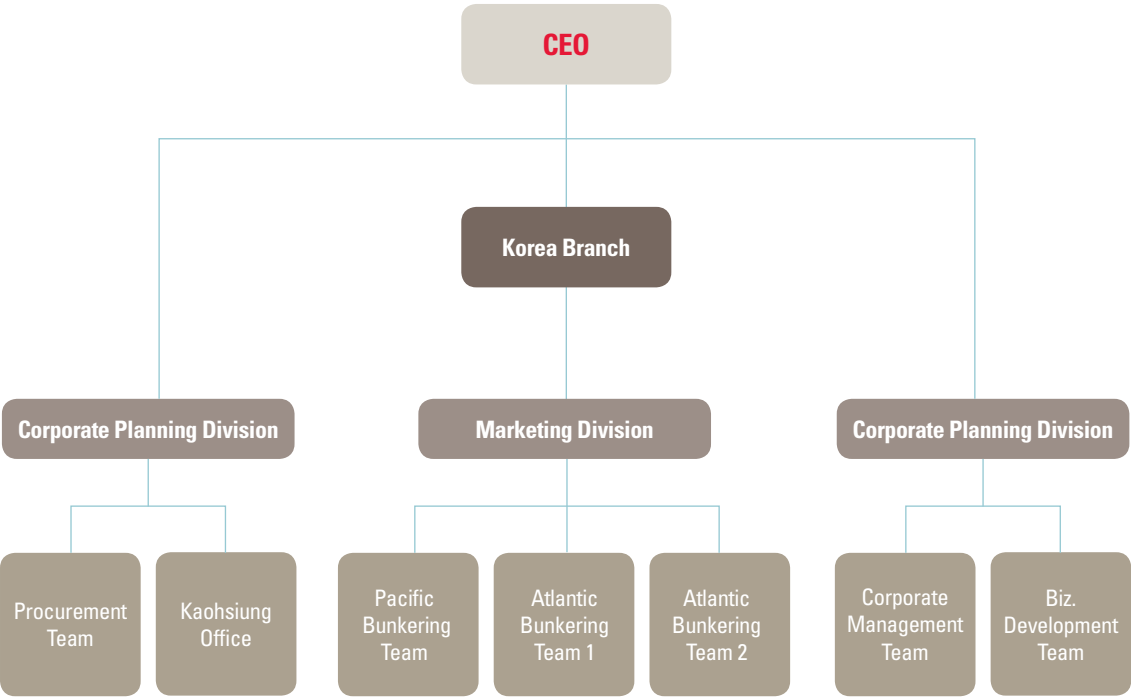 CEO
Korea Branch
Corporate Planning Division
Marketing Division
Corporate Planning Division
Procurement
Team
Kaohsiung
Office
Pacific
Bunkering
Team
Atlantic
Bunkering
Team 1
Atlantic
Bunkering
Team 2
Corporate
Management
Team
Biz.
Development
Team